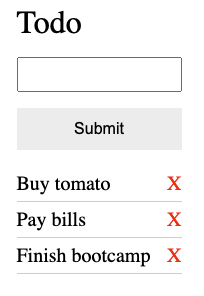 Todo
Submit
Buy tomato X
Pay bills X
Finish bootcamp X